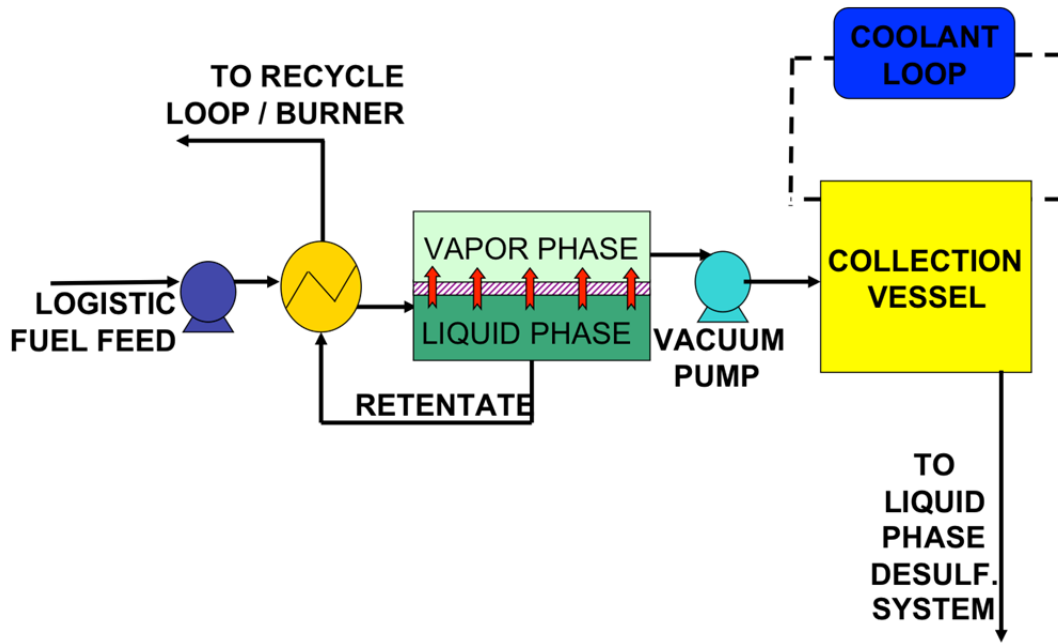 COOLANT
LOOP
TO RECYCLE
LOOP / BURNER
VAPOR PHASE
LIQUID PHASE
LOGISTIC
FUEL FEED
RETENTATE
VACUUM
PUMP
COLLECTION
VESSEL
TO
LIQUID
PHASE
DESULF.
SYSTEM